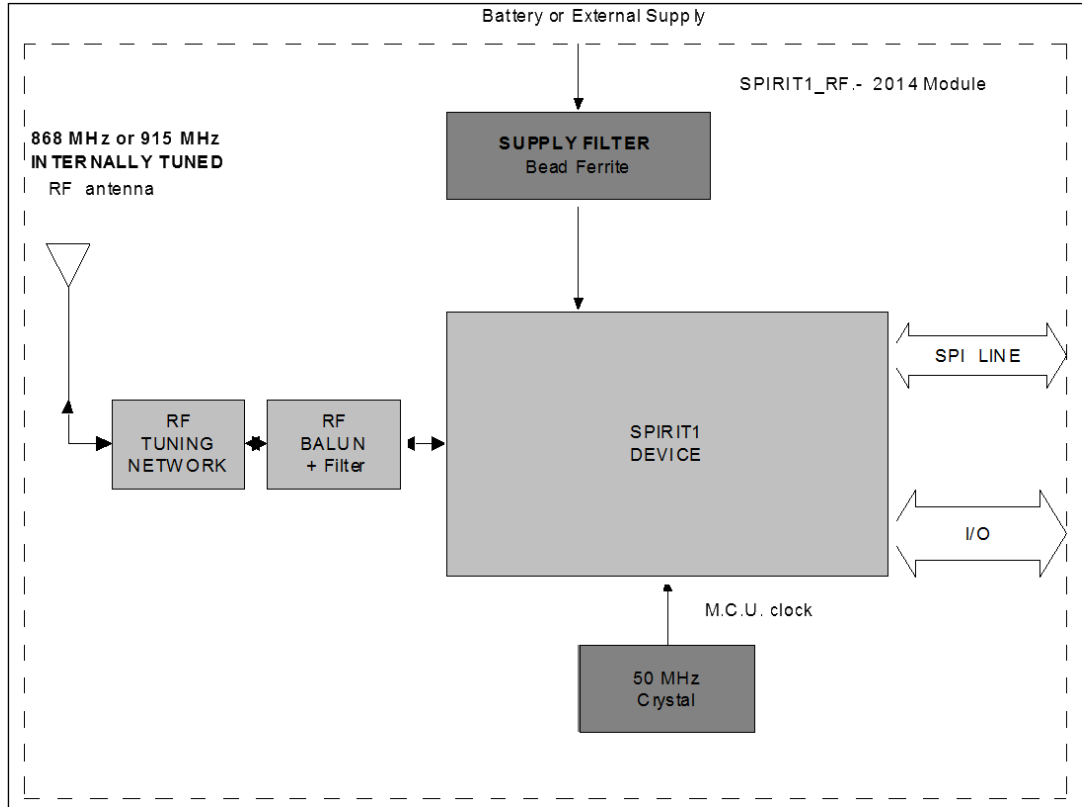 Battery or External Supply
SPIRIT1_RF.- 2014 Module
868 MHz or 915 MHz
INTERNALLY TUNED
RF antenna
SUPPLY FILTER
Bead Ferrite
SPI LINE
RF
TUNING
NETWORK
RF
BALUN
+ Filter
SPIRIT1
DEVICE
I/O
M.C.U. clock
50 MHz
Crystal